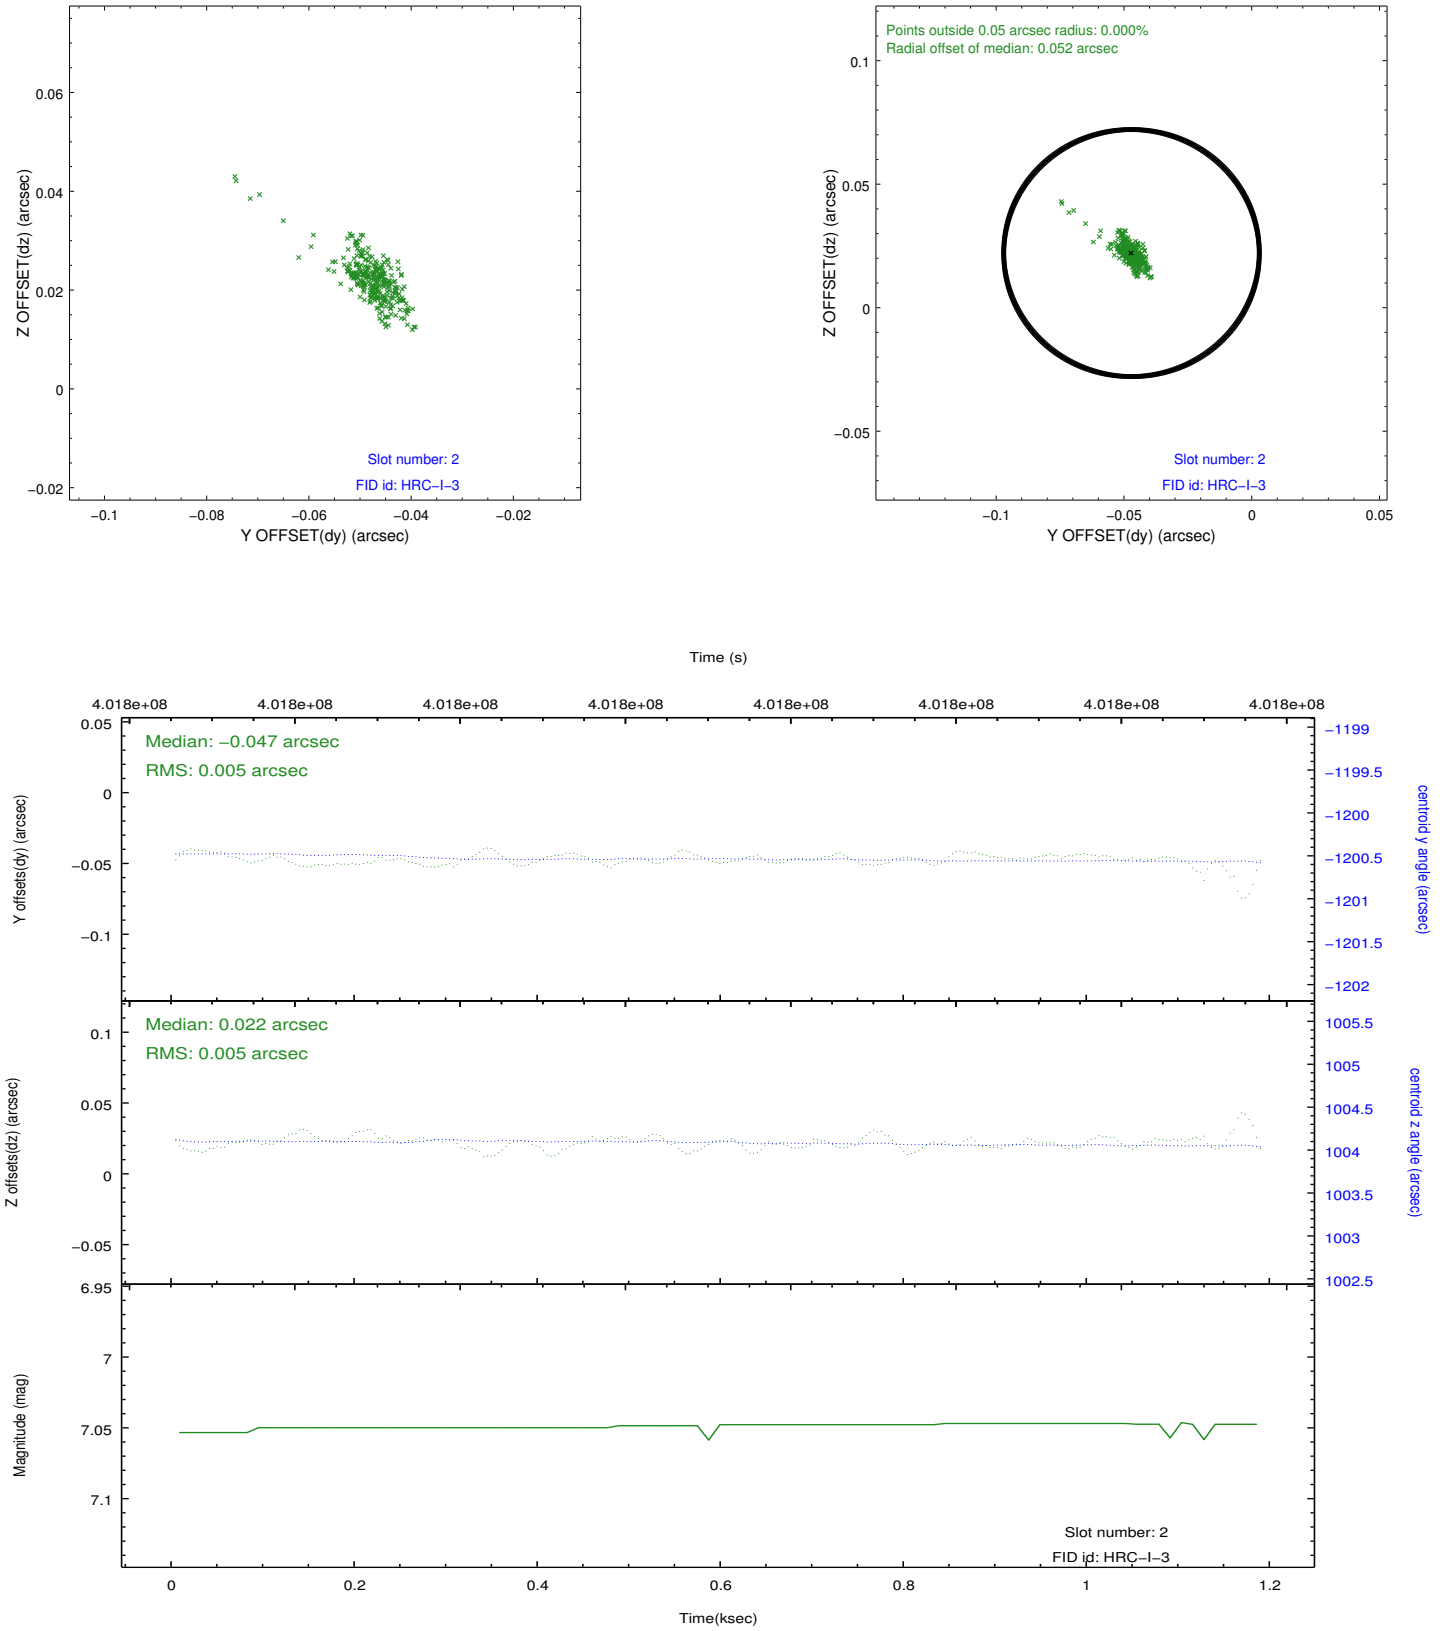 0.06
0.04
0.02
0
−0.02
−0.1
−0.08
−0.06
−0.04
−0.02
Z OFFSET(dz) (arcsec)
Y OFFSET(dy) (arcsec)
Slot number: 2
FID id: HRC−I−3
Points outside 0.05 arcsec radius: 0.000%
Radial offset of median: 0.052 arcsec
0.1
0.05
0
−0.05
−0.1
−0.05
0
0.05
Z OFFSET(dz) (arcsec)
Y OFFSET(dy) (arcsec)
Slot number: 2
FID id: HRC−I−3
Time (s)
4.018e+08
4.018e+08
4.018e+08
4.018e+08
4.018e+08
4.018e+08
4.018e+08
4.018e+08
Median: −0.047 arcsec
RMS: 0.005 arcsec
0.05
0
−0.05
−0.1
Y offsets(dy) (arcsec)
−1199
−1199.5
−1200
−1200.5
−1201
−1201.5
−1202
centroid y angle (arcsec)
Median: 0.022 arcsec
RMS: 0.005 arcsec
0.1
0.05
0
−0.05
Z offsets(dz) (arcsec)
1005.5
1005
1004.5
1004
1003.5
1003
1002.5
centroid z angle (arcsec)
6.95
7
7.05
7.1
Magnitude (mag)
Slot number: 2
FID id: HRC−I−3
0
0.2
0.4
0.6
0.8
1
1.2
Time(ksec)